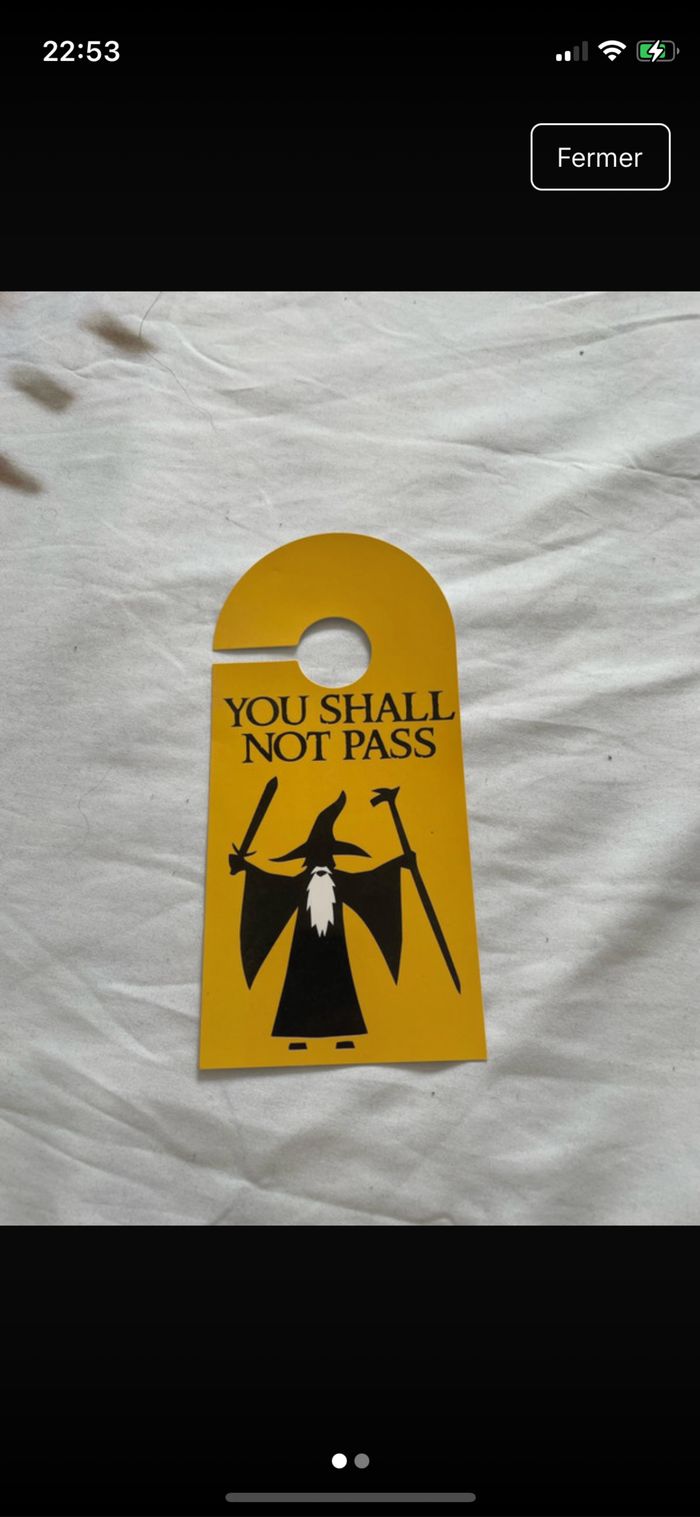 22:53
Fermer
YOU SHALL
NOT PASS